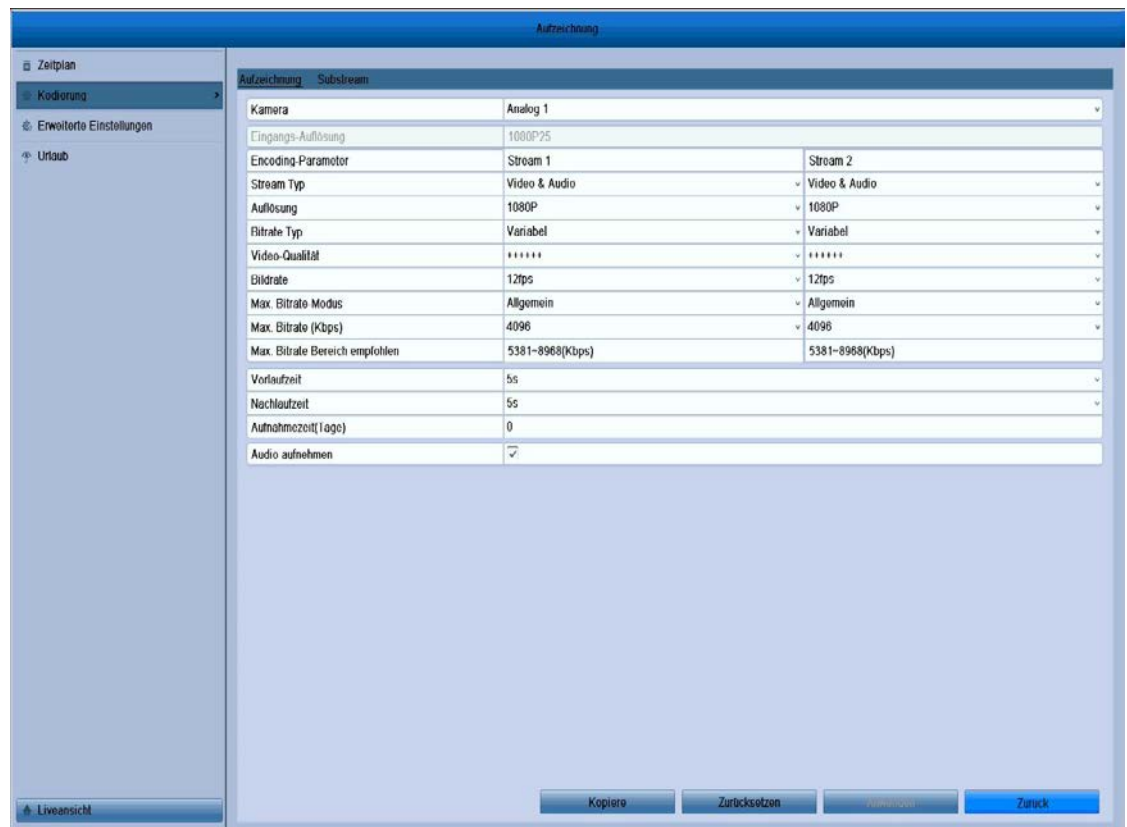 Aufzeichnung
Zeitplan
Kodierung
Erweiterte Einstellungen
Urlaub
Aufzeichnung Substream
Kamera Analog 1
Eingangs-Auflösung 1080P25
Encoding-Parameter Stream 1 Stream 2
Stream Typ Video & Audio Video & Audio
Auflösung 1080P 1080P
Bitrate Typ Variabel Variabel
Video-Qualität ++++++ ++++++
Bildrate 12fps 12fps
Max. Bitrate-Modus Allgemein Allgemein
Max. Bitrate (Kbps) 4096 4096
Max. Bitrate Bereich empfohlen 5381~8968(Kbps) 5381~8968(Kbps)
Vorlaufzeit 5s
Nachlaufzeit 5s
Aufnahmezeit(Tage) 0
Audio aufnehmen
Liveansicht Kopiere Zurücksetzen Zurück